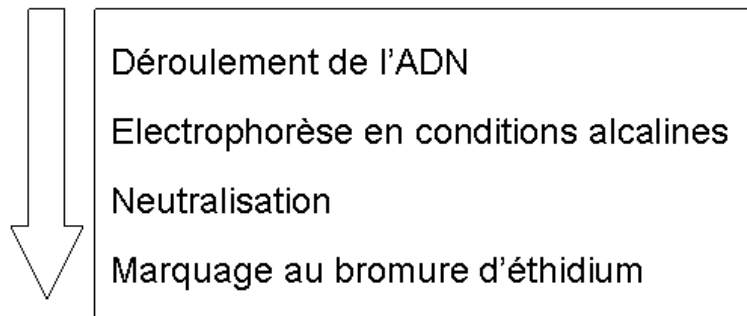 Déroulement de l'ADN
Electrophorèse en conditions alcalines
Neutralisation
Marquage au bromure d'éthidium